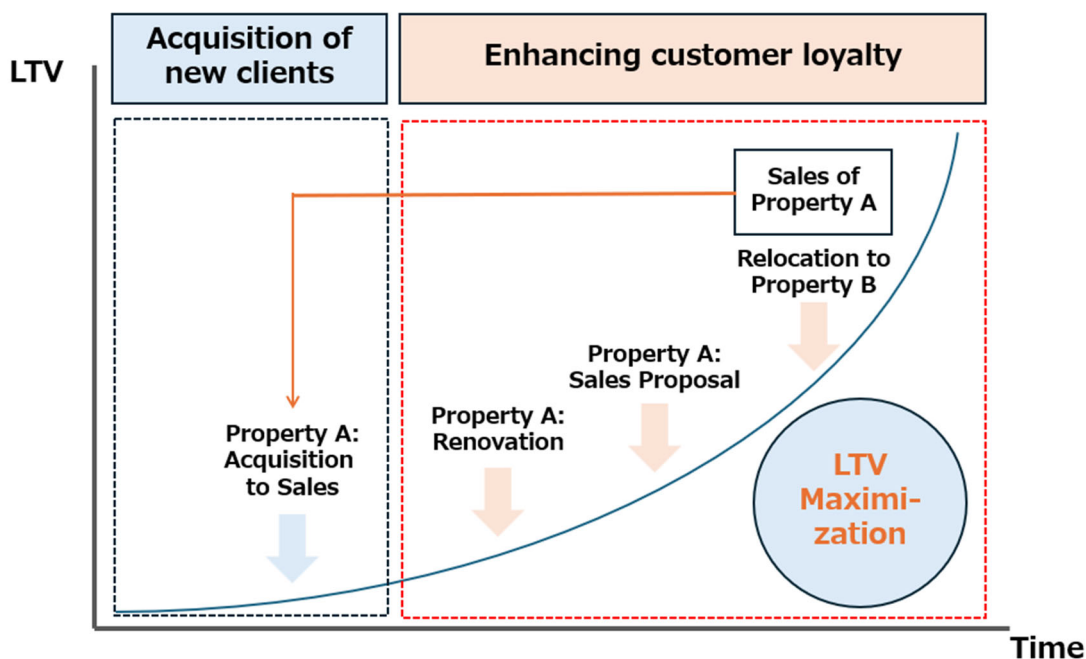 LTV
Acquisition of
new clients
Enhancing customer loyalty
Sales of
Property A
Relocation to
Property B
Property A:
Sales Proposal
Property A:
Renovation
Property A:
Acquisition
to Sales
LTV
Maximi-
zation
Time